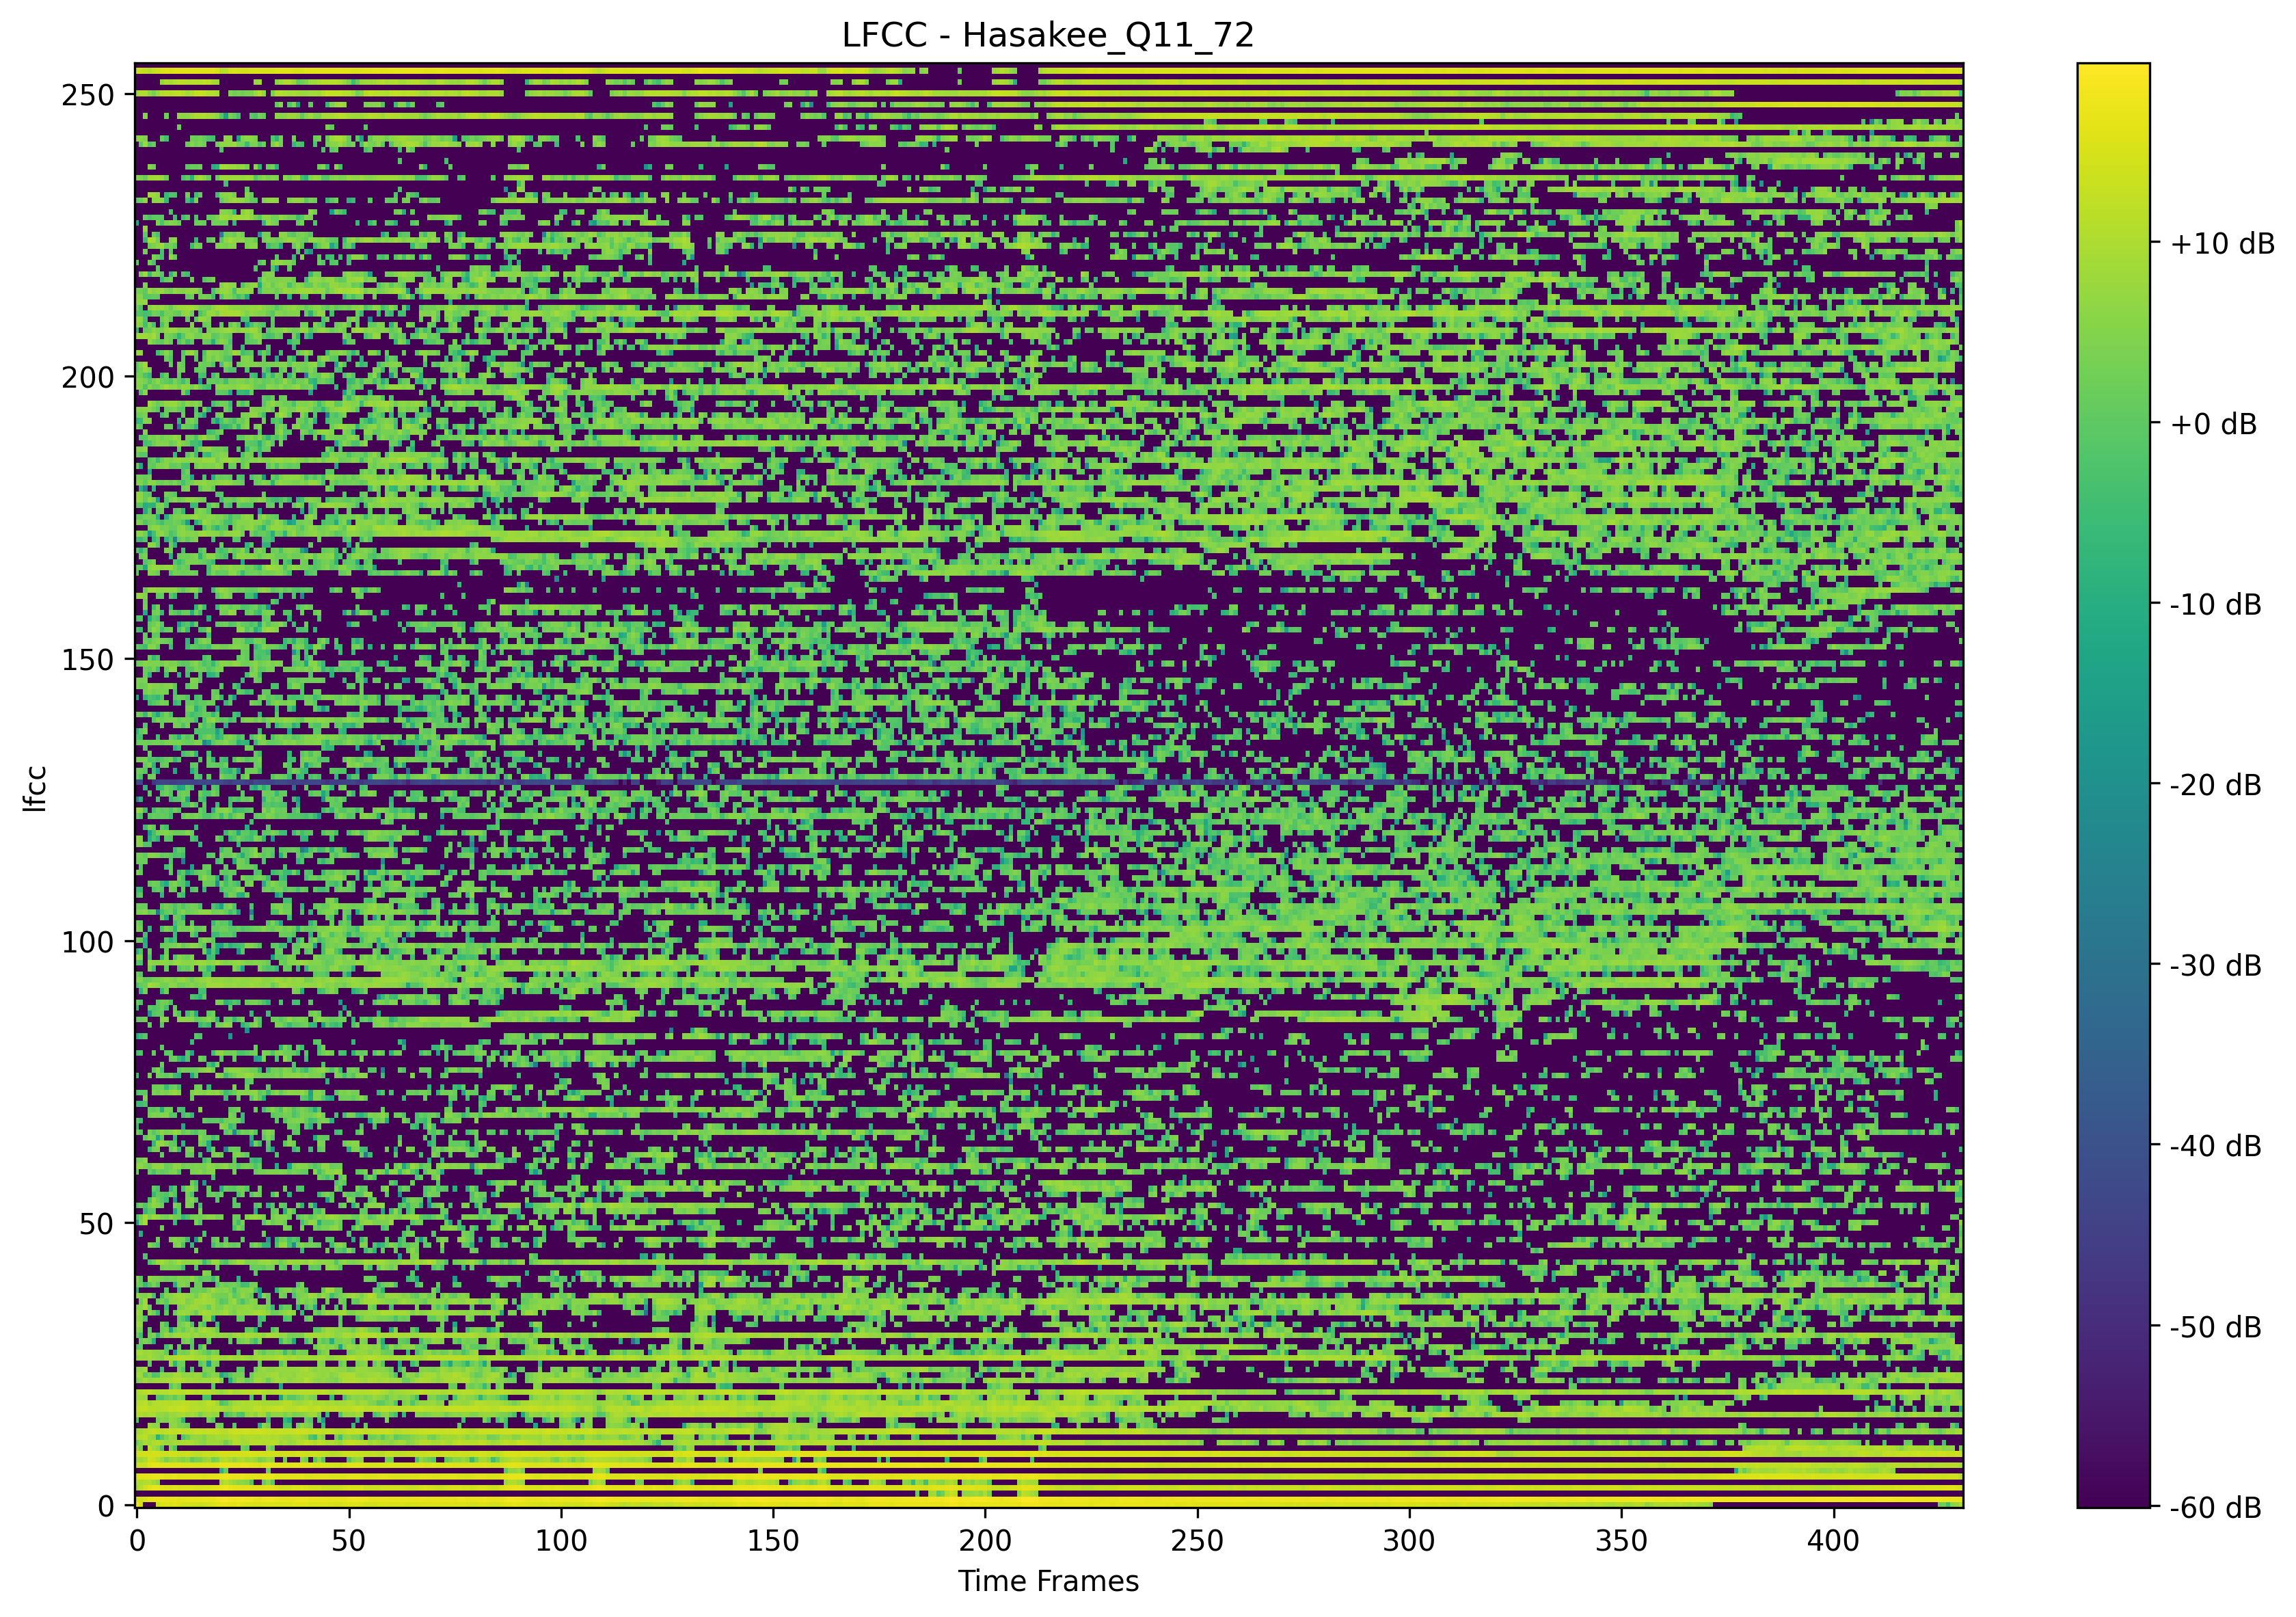 LFCC - Hasakee_Q11_72
250
200
150
100
50
0
lfcc
0 50 100 150 200 250 300 350 400
Time Frames
+10 dB
+0 dB
-10 dB
-20 dB
-30 dB
-40 dB
-50 dB
-60 dB